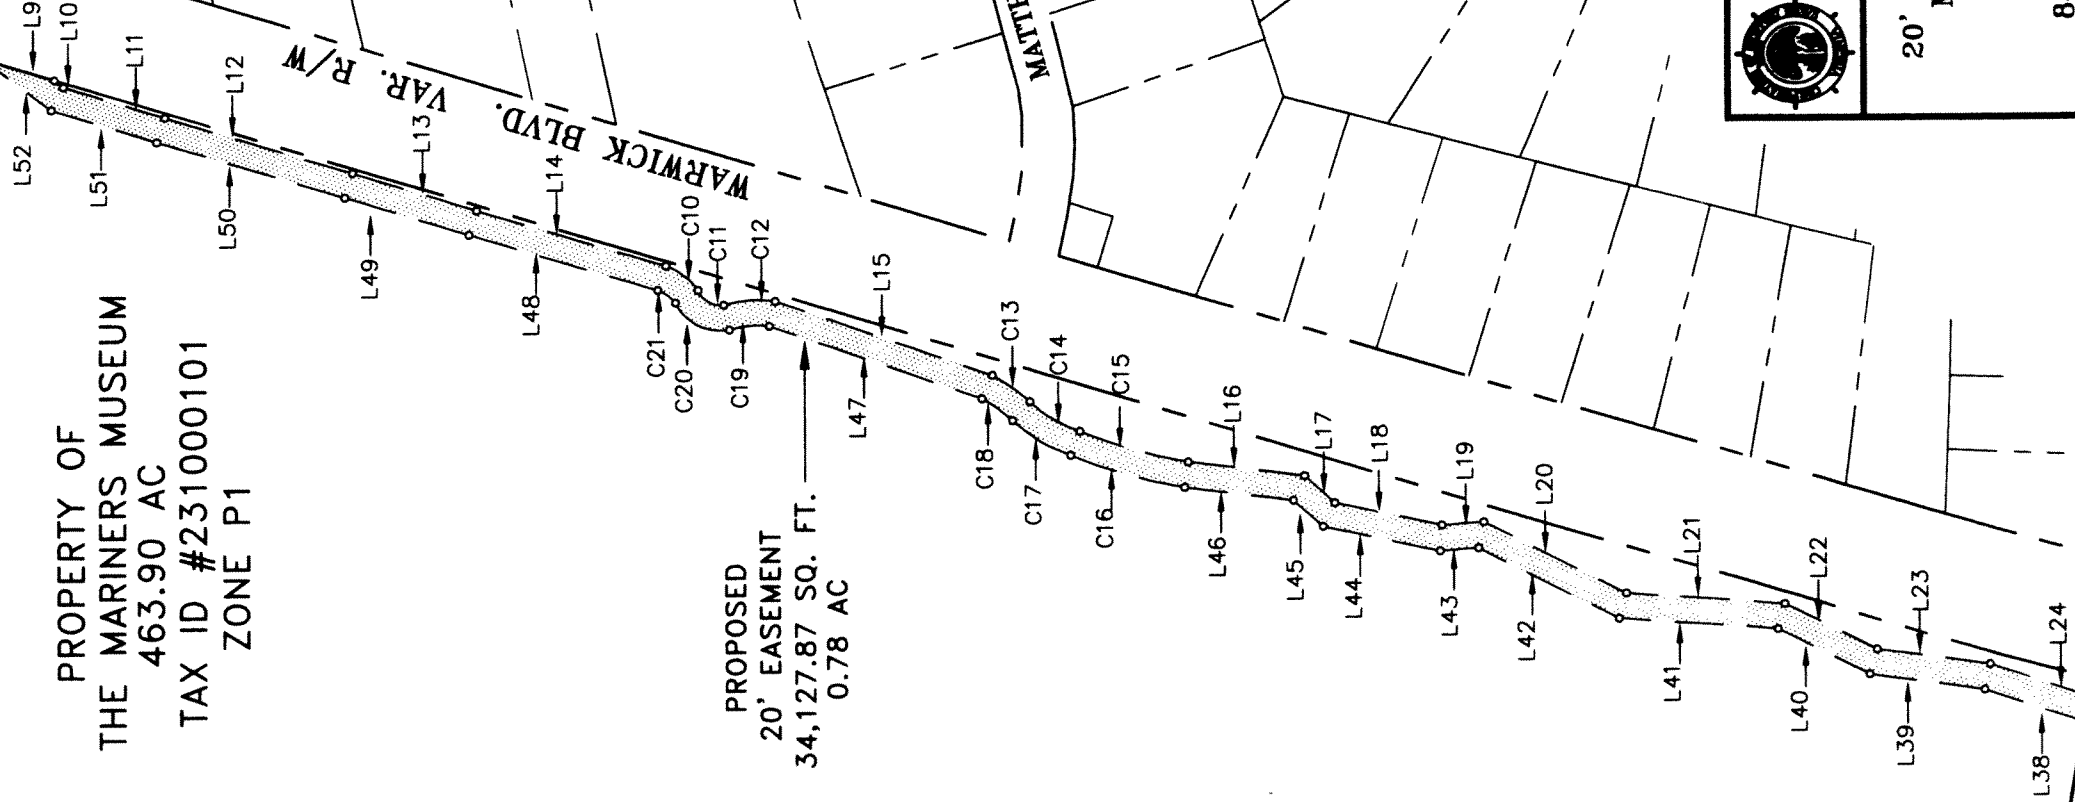 PROPERTY OF
THE MARINERS MUSEUM
463.90 AC
TAX ID #231000101
ZONE P1
PROPOSED
20' EASEMENT
34,127.87 SQ. FT.
0.78 AC
WARWICK BLVD. VAR. R/W
L9
L10
L11
L12
L13
L14
C10
C11
C12
L15
C13
C14
C15
L16
L17
L18
L19
L20
L21
L22
L23
L24
L52
L51
L50
L49
L48
C21
C20
C19
L47
C18
C17
C16
L46
L45
L44
L43
L42
L41
L40
L39
L38
20'